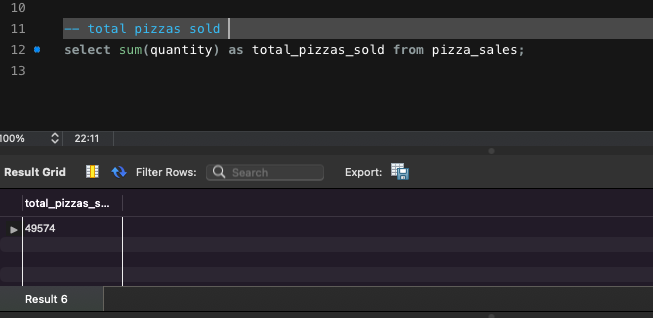 10
11 -- total pizzas sold
12 select sum(quantity) as total_pizzas_sold from pizza_sales;
13
100% 22:11
Result Grid Filter Rows: Search Export:
total_pizzas_s...
49574
Result 6